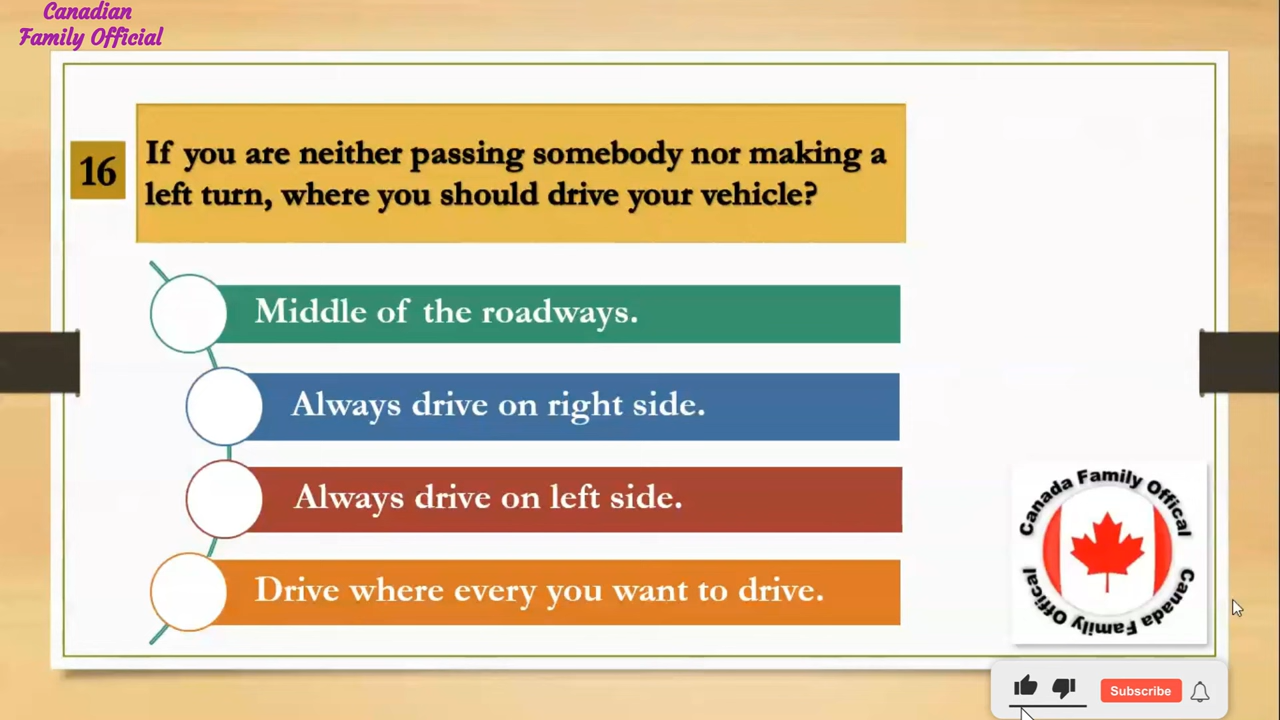 Canadian
Family Official
16
If you are neither passing somebody nor making a
left turn, where you should drive your vehicle?
Middle of the roadways.
Always drive on right side.
Always drive on left side.
Drive where every you want to drive.
Canada Family Offical
Canada Family Offical
Subscribe